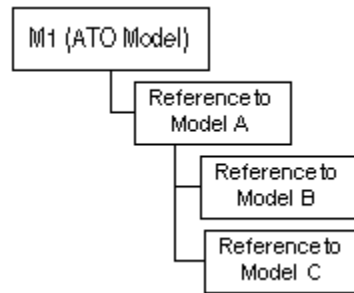 M1 (ATO Model)
Reference to
Model A
Reference to
Model B
Reference to
Model C